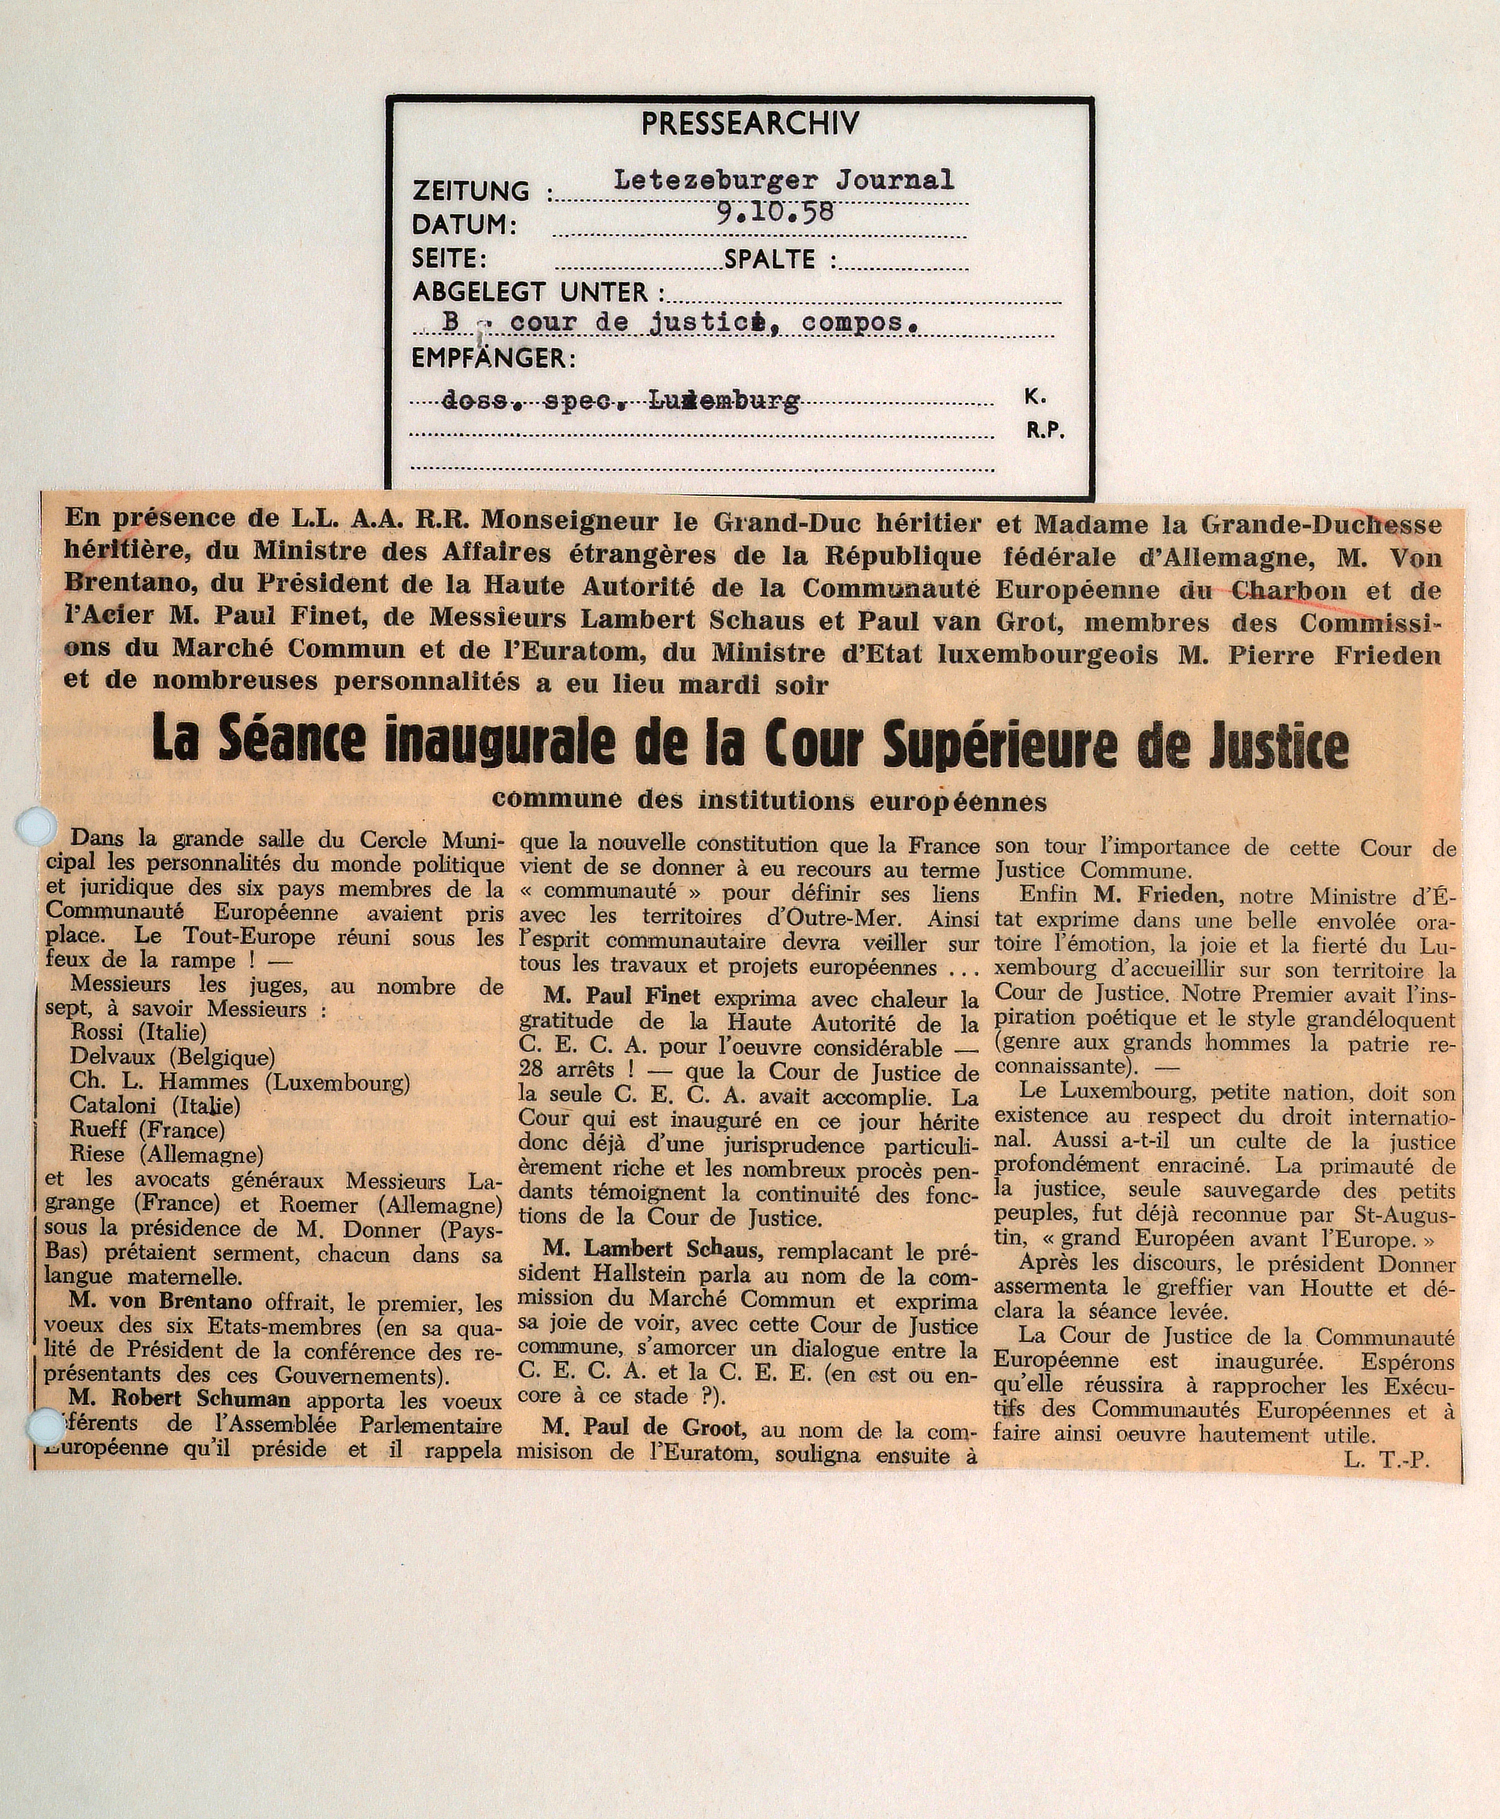 PRESSEARCHIV
ZEITUNG : Letezeburger Journal
DATUM: 9.10.58
SEITE: SPALTE :
ABGELEGT UNTER :
B - cour de justice, compos.
EMPFÄNGER:
doss. spec. Luxemburg K.
R.P.
En présence de L.L. A.A. R.R. Monseigneur le Grand-Duc héritier et Madame la Grande-Duchesse
héritière, du Ministre des Affaires étrangères de la République fédérale d'Allemagne, M. Von
Brentano, du Président de la Haute Autorité de la Communauté Européenne du Charbon et de
l'Acier M. Paul Finet, de Messieurs Lambert Schaus et Paul van Grot, membres des Commissi-
ons du Marché Commun et de l'Euratom, du Ministre d'Etat luxembourgeois M. Pierre Frieden
et de nombreuses personnalités a eu lieu mardi soir
La Séance inaugurale de la Cour Supérieure de Justice
commune des institutions européennes
Dans la grande salle du Cercle Muni-
cipal les personnalités du monde politique
et juridique des six pays membres de la
Communauté Européenne avaient pris
place. Le Tout-Europe réuni sous les
feux de la rampe ! —
Messieurs les juges, au nombre de
sept, à savoir Messieurs :
Rossi (Italie)
Delvaux (Belgique)
Ch. L. Hammes (Luxembourg)
Cataloni (Italie)
Rueff (France)
Riese (Allemagne)
et les avocats généraux Messieurs La-
grange (France) et Roemer (Allemagne)
sous la présidence de M. Donner (Pays-
Bas) prétaient serment, chacun dans sa
langue maternelle.
M. von Brentano offrait, le premier, les
voeux des six Etats-membres (en sa qua-
lité de Président de la conférence des re-
présentants des ces Gouvernements).
M. Robert Schuman apporta les voeux
déférents de l'Assemblée Parlementaire
Européenne qu'il préside et il rappela
que la nouvelle constitution que la France
vient de se donner à eu recours au terme
« communauté » pour définir ses liens
avec les territoires d'Outre-Mer. Ainsi
l'esprit communautaire devra veiller sur
tous les travaux et projets européennes ...
M. Paul Finet exprima avec chaleur la
gratitude de la Haute Autorité de la
C. E. C. A. pour l'oeuvre considérable —
28 arrêts ! — que la Cour de Justice de
la seule C. E. C. A. avait accomplie. La
Cour qui est inauguré en ce jour hérite
donc déjà d'une jurisprudence particuli-
èrement riche et les nombreux procès pen-
dants témoignent la continuité des fonc-
tions de la Cour de Justice.
M. Lambert Schaus, remplacant le pré-
sident Hallstein parla au nom de la com-
mission du Marché Commun et exprima
sa joie de voir, avec cette Cour de Justice
commune, s'amorcer un dialogue entre la
C. E. C. A. et la C. E. E. (en est ou en-
core à ce stade ?).
M. Paul de Groot, au nom de la com-
misison de l'Euratom, souligna ensuite à
son tour l'importance de cette Cour de
Justice Commune.
Enfin M. Frieden, notre Ministre d'É-
tat exprime dans une belle envolée ora-
toire l'émotion, la joie et la fierté du Lu-
xembourg d'accueillir sur son territoire la
Cour de Justice. Notre Premier avait l'ins-
piration poétique et le style grandéloquent
(genre aux grands hommes la patrie re-
connaissante). —
Le Luxembourg, petite nation, doit son
existence au respect du droit internatio-
nal. Aussi a-t-il un culte de la justice
profondément enraciné. La primauté de
la justice, seule sauvegarde des petits
peuples, fut déjà reconnue par St-Augus-
tin, « grand Européen avant l'Europe. »
Après les discours, le président Donner
assermenta le greffier van Houtte et dé-
clara la séance levée.
La Cour de Justice de la Communauté
Européenne est inaugurée. Espérons
qu'elle réussira à rapprocher les Exécu-
tifs des Communautés Européennes et à
faire ainsi oeuvre hautement utile.
L. T.-P.